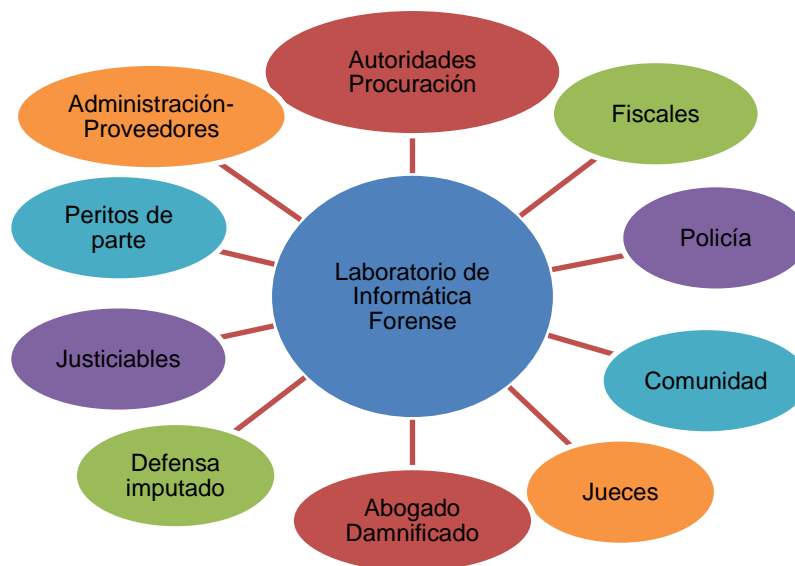 Autoridades
Procuración
Administración-
Proveedores
Fiscales
Peritos de
parte
Policía
Laboratorio de
Informática
Forense
Justiciables
Comunidad
Defensa
imputado
Jueces
Abogado
Damnificado